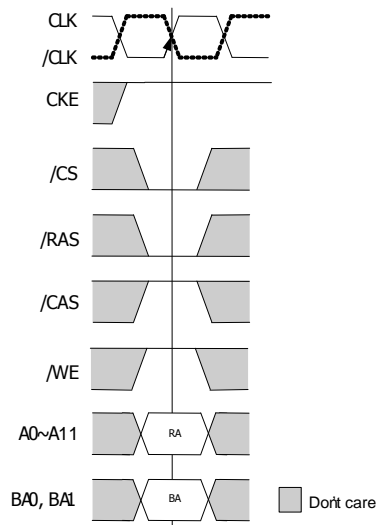 CLK
/CLK
CKE
/CS
/RAS
/CAS
/WE
A0~A11
RA
BA0, BA1
BA
Don't care